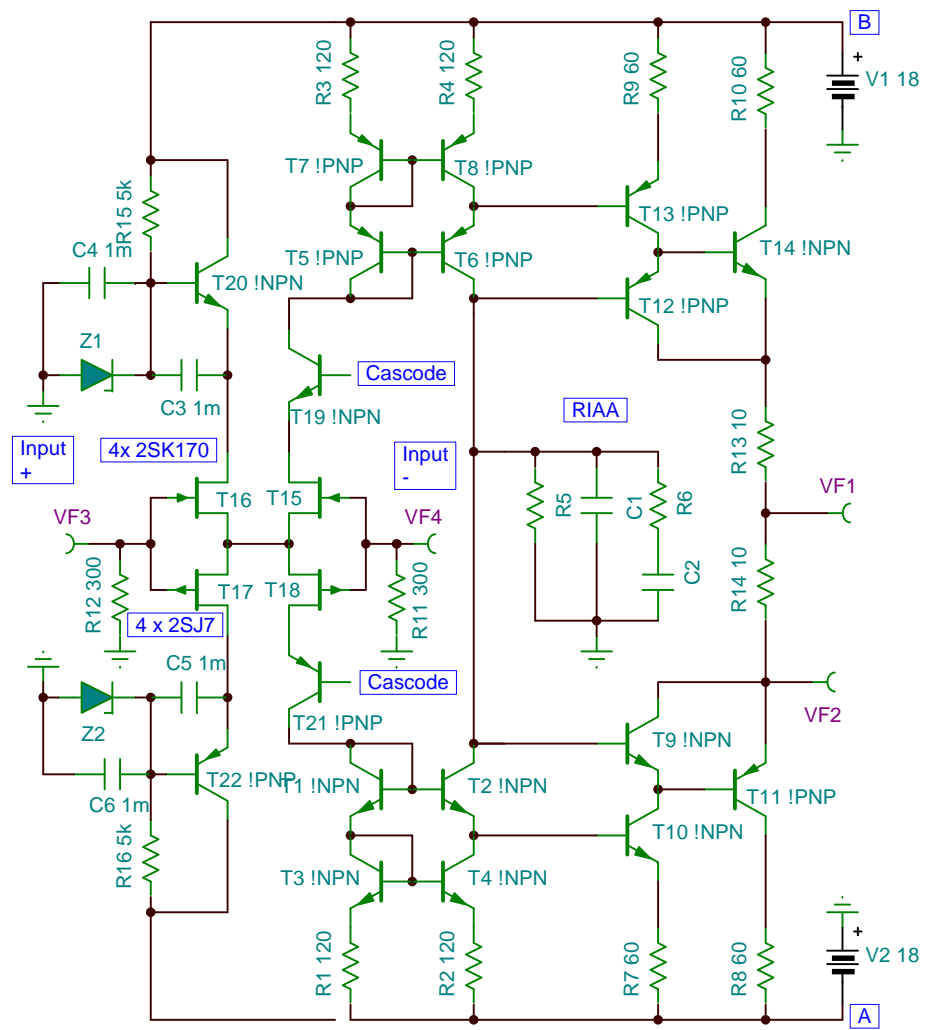 B
R3 120
R4 120
R9 60
R10 60
V1 18
+
T7 !PNP
T8 !PNP
R15 5k
T13 !PNP
C4 1m
T5 !PNP
T6 !PNP
T14 !NPN
T20 !NPN
T12 !PNP
Z1
Cascode
C3 1m
T19 !NPN
RIAA
R13 10
Input
+
4x 2SK170
Input
-
T16
T15
R5
C1
R6
VF1
VF3
VF4
T17
T18
C2
R14 10
R12 300
R11 300
4 x 2SJ7
C5 1m
Cascode
VF2
Z2
T21 !PNP
T9 !NPN
T22 !PNP
T1 !NPN
T2 !NPN
T11 !PNP
C6 1m
T10 !NPN
R16 5k
T3 !NPN
T4 !NPN
+
V2 18
R1 120
R2 120
R7 60
R8 60
A